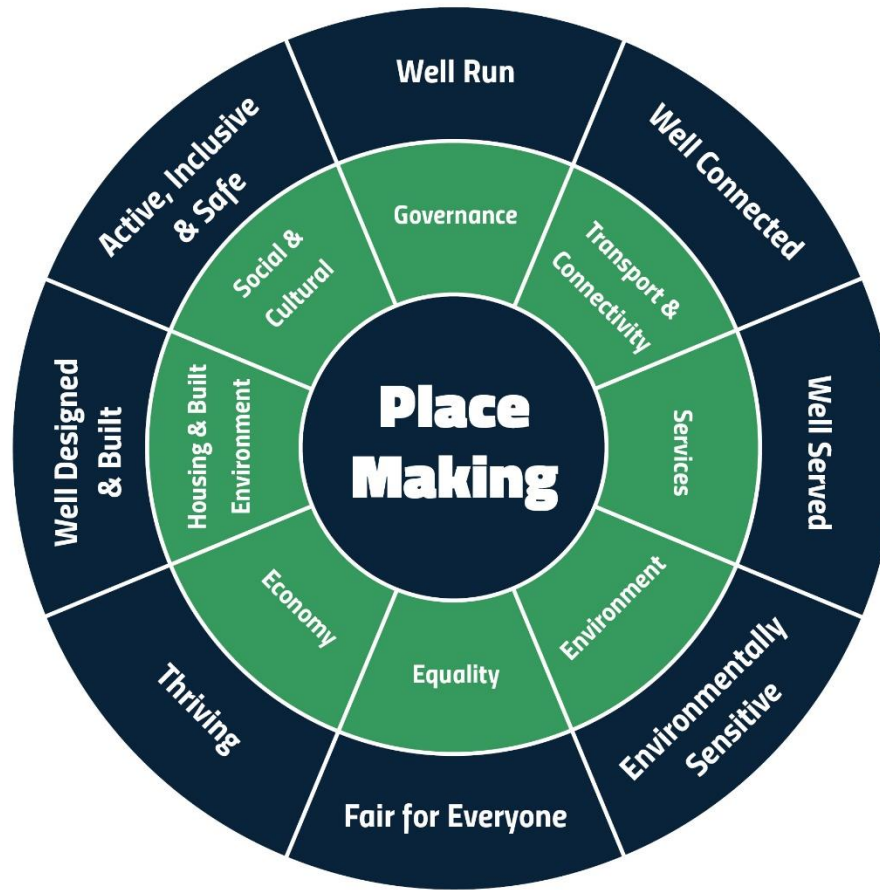 Place
Making
Well Run
Governance
Well Connected
Transport &
Connectivity
Well Served
Services
Environmentally
Sensitive
Environment
Fair for Everyone
Equality
Thriving
Economy
Well Designed
& Built
Housing & Built
Environment
Active, Inclusive
& Safe
Social &
Cultural